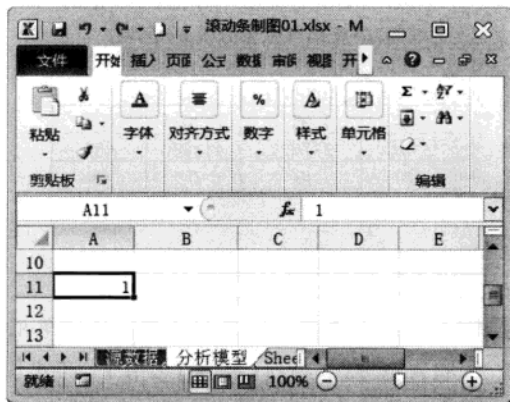 滚动条制图01.xlsx - M
文件 开始 插入 页面 公式 数据 审阅 视图 开
粘贴 字体 对齐方式 数字 样式 单元格
剪贴板 编辑
A11 fx 1
A B C D E
10
11 1
12
13
分析模型 Shee
就绪 100%